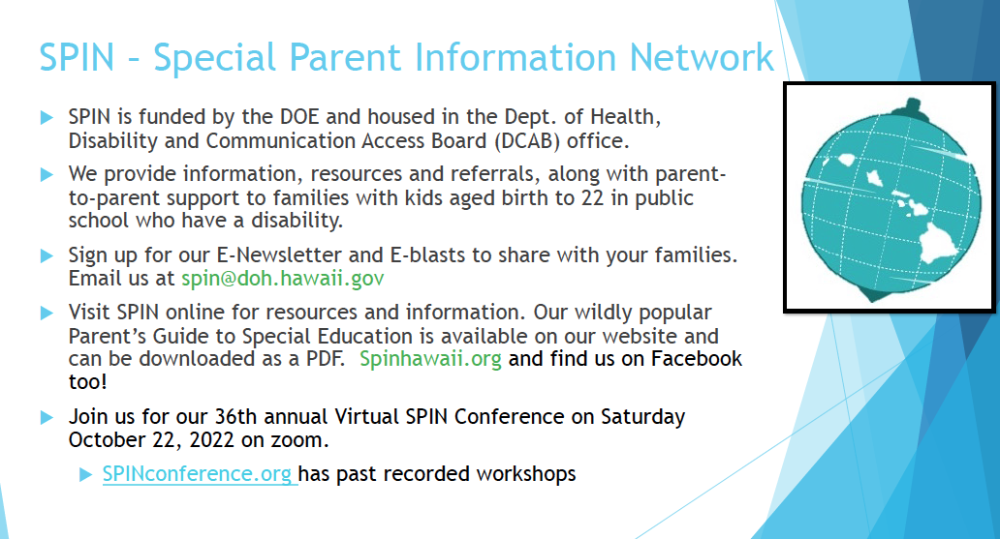 SPIN – Special Parent Information Network
SPIN is funded by the DOE and housed in the Dept. of Health,
Disability and Communication Access Board (DCAB) office.
We provide information, resources and referrals, along with parent-
to-parent support to families with kids aged birth to 22 in public
school who have a disability.
Sign up for our E-Newsletter and E-blasts to share with your families.
Email us at spin@doh.hawaii.gov
Visit SPIN online for resources and information. Our wildly popular
Parent's Guide to Special Education is available on our website and
can be downloaded as a PDF. Spinhawaii.org and find us on Facebook
too!
Join us for our 36th annual Virtual SPIN Conference on Saturday
October 22, 2022 on zoom.
SPINconference.org has past recorded workshops